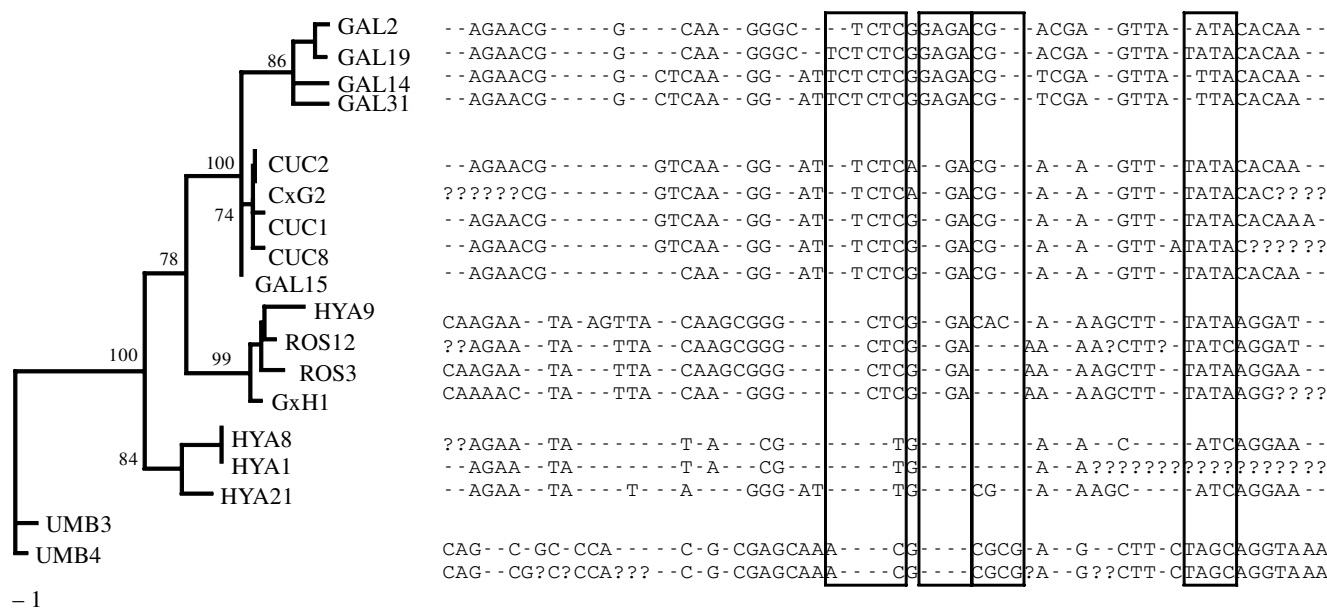 GAL2 --AGAACG-----G----CAA--GGGC----TCTCGGAGACG---ACGA--GTTA---ATACACAA--
GAL19 --AGAACG-----G----CAA--GGGC--TCTCTCGGAGACG---ACGA--GTTA--TATACACAA--
86
GAL14 --AGAACG-----G--CTCAA--GG--ATTCTCTCGGAGACG---TCGA--GTTA---TTACACAA--
GAL31 --AGAACG-----G--CTCAA--GG--ATTCTCTCGGAGACG---TCGA--GTTA---TTACACAA--
100
CUC2 --AGAACG--------GTCAA--GG--AT--TCTCA--GACG---A--A--GTT---TATACACAA--
CxG2 ??????CG--------GTCAA--GG--AT--TCTCA--GACG---A--A--GTT---TATACAC????
74
CUC1 --AGAACG--------GTCAA--GG--AT--TCTCG--GACG---A--A--GTT---TATACACAAA-
CUC8 --AGAACG--------GTCAA--GG--AT--TCTCG--GACG---A--A--GTT--ATATAC??????
78
GAL15 --AGAACG----------CAA--GG--AT--TCTCG--GACG---A--A--GTT---TATACACAA--
HYA9 CAAGAA--TA-AGTTA--CAAGCGGG------CTCG--GACAC--A--AAGCTT---TATAAGGAT--
ROS12 ??AGAA--TA---TTA--CAAGCGGG------CTCG--GA----AA--AA?CTT?--TATCAGGAT--
100
99
ROS3 CAAGAA--TA---TTA--CAAGCGGG------CTCG--GA----AA--AAGCTT---TATAAGGAA--
GxH1 CAAAAC--TA---TTA--CAA--GGG------CTCG--GA----AA--AAGCTT---TATAAGG????
HYA8 ??AGAA--TA--------T-A---CG--------TG---------A--A--C------ATCAGGAA--
84
HYA1 --AGAA--TA--------T-A---CG--------TG---------A--A???????????????????
HYA21 --AGAA--TA----T---A----GGG-AT-----TG----CG---A--AAGC------ATCAGGAA--
UMB3 CAG--C-GC-CCA-----C-G-CGAGCAAA----CG----CGCG-A--G--CTT--CTAGCAGGTAAA
UMB4 CAG--CG?C?CCA???--C-G-CGAGCAAA----CG----CGCG?A--G??CTT--CTAGCAGGTAAA
– 1